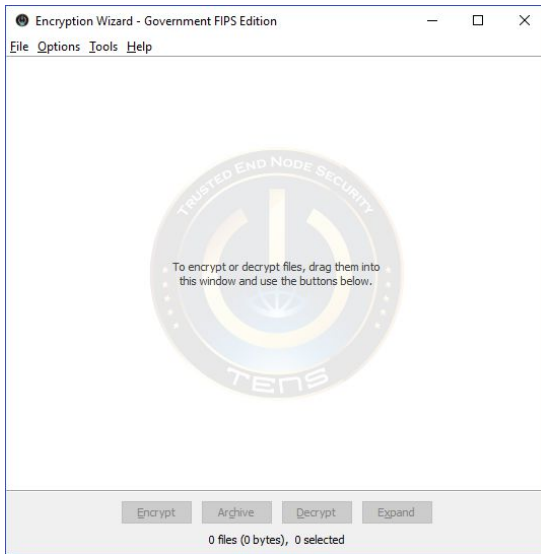 Encryption Wizard - Government FIPS Edition
File Options Tools Help
TRUSTED END NODE SECURITY
To encrypt or decrypt files, drag them into
this window and use the buttons below.
TENS
Encrypt Archive Decrypt Expand
0 files (0 bytes), 0 selected